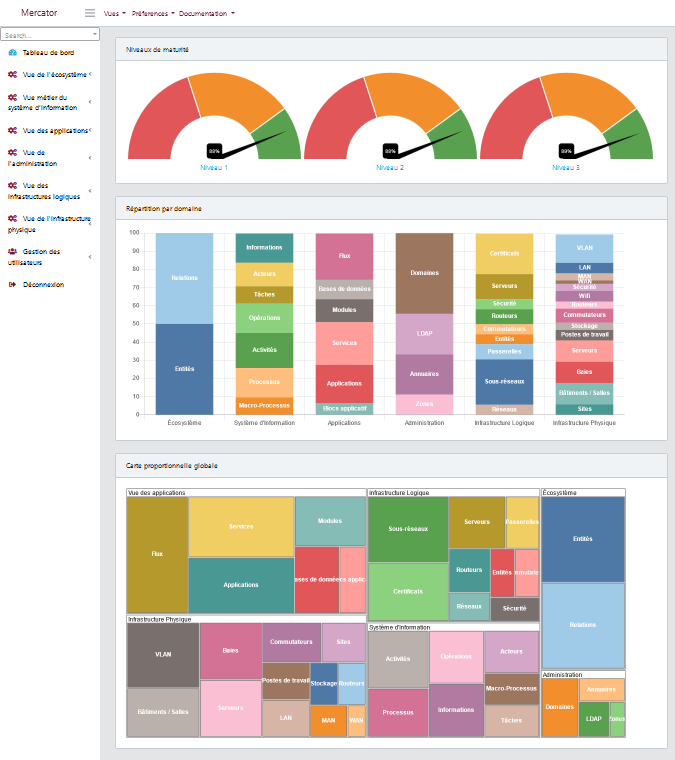 Mercator
Vues
Préferences
Documentation
Search...
Tableau de bord
Vue de l'écosystème
Vue métier du
système d'information
Vue des applications
Vue de
l'administration
Vue des
infrastructures logiques
Vue de l'infrastructure
physique
Gestion des
utilisateurs
Déconnexion
Niveaux de maturité
88%
88%
88%
Niveau 1
Niveau 2
Niveau 3
Répartition par domaine
100
90
80
70
60
50
40
30
20
10
0
Relations
Entités
Informations
Acteurs
Tâches
Opérations
Activités
Processus
Macro-Processus
Flux
Bases de données
Modules
Services
Applications
Blocs applicatif
Domaines
LDAP
Annuaires
Zones
Certificats
Serveurs
Sécurité
Routeurs
Commutateurs
Entités
Passerelles
Sous-réseaux
Réseaux
VLAN
LAN
MAN
WAN
Sécurité
Wifi
Routeurs
Commutateurs
Stockage
Postes de travail
Serveurs
Baies
Bâtiments / Salles
Sites
Écosystème
Système d'information
Applications
Administration
Infrastructure Logique
Infrastructure Physique
Carte proportionnelle globale
Vue des applications
Flux
Services
Applications
Modules
ases de donnée
cs applic
Infrastructure Logique
Sous-réseaux
Certificats
Serveurs
Passerelles
Routeurs
Entités
mutate
Réseaux
Sécurité
Écosystème
Entités
Relations
Infrastructure Physique
VLAN
Bâtiments / Salles
Baies
Serveurs
Commutateurs
Sites
Postes de travail
Stockage
Routeurs
LAN
MAN
WAN
Système d'information
Activités
Processus
Opérations
Informations
Acteurs
Macro-Processus
Tâches
Administration
Domaines
Annuaires
LDAP
Zones